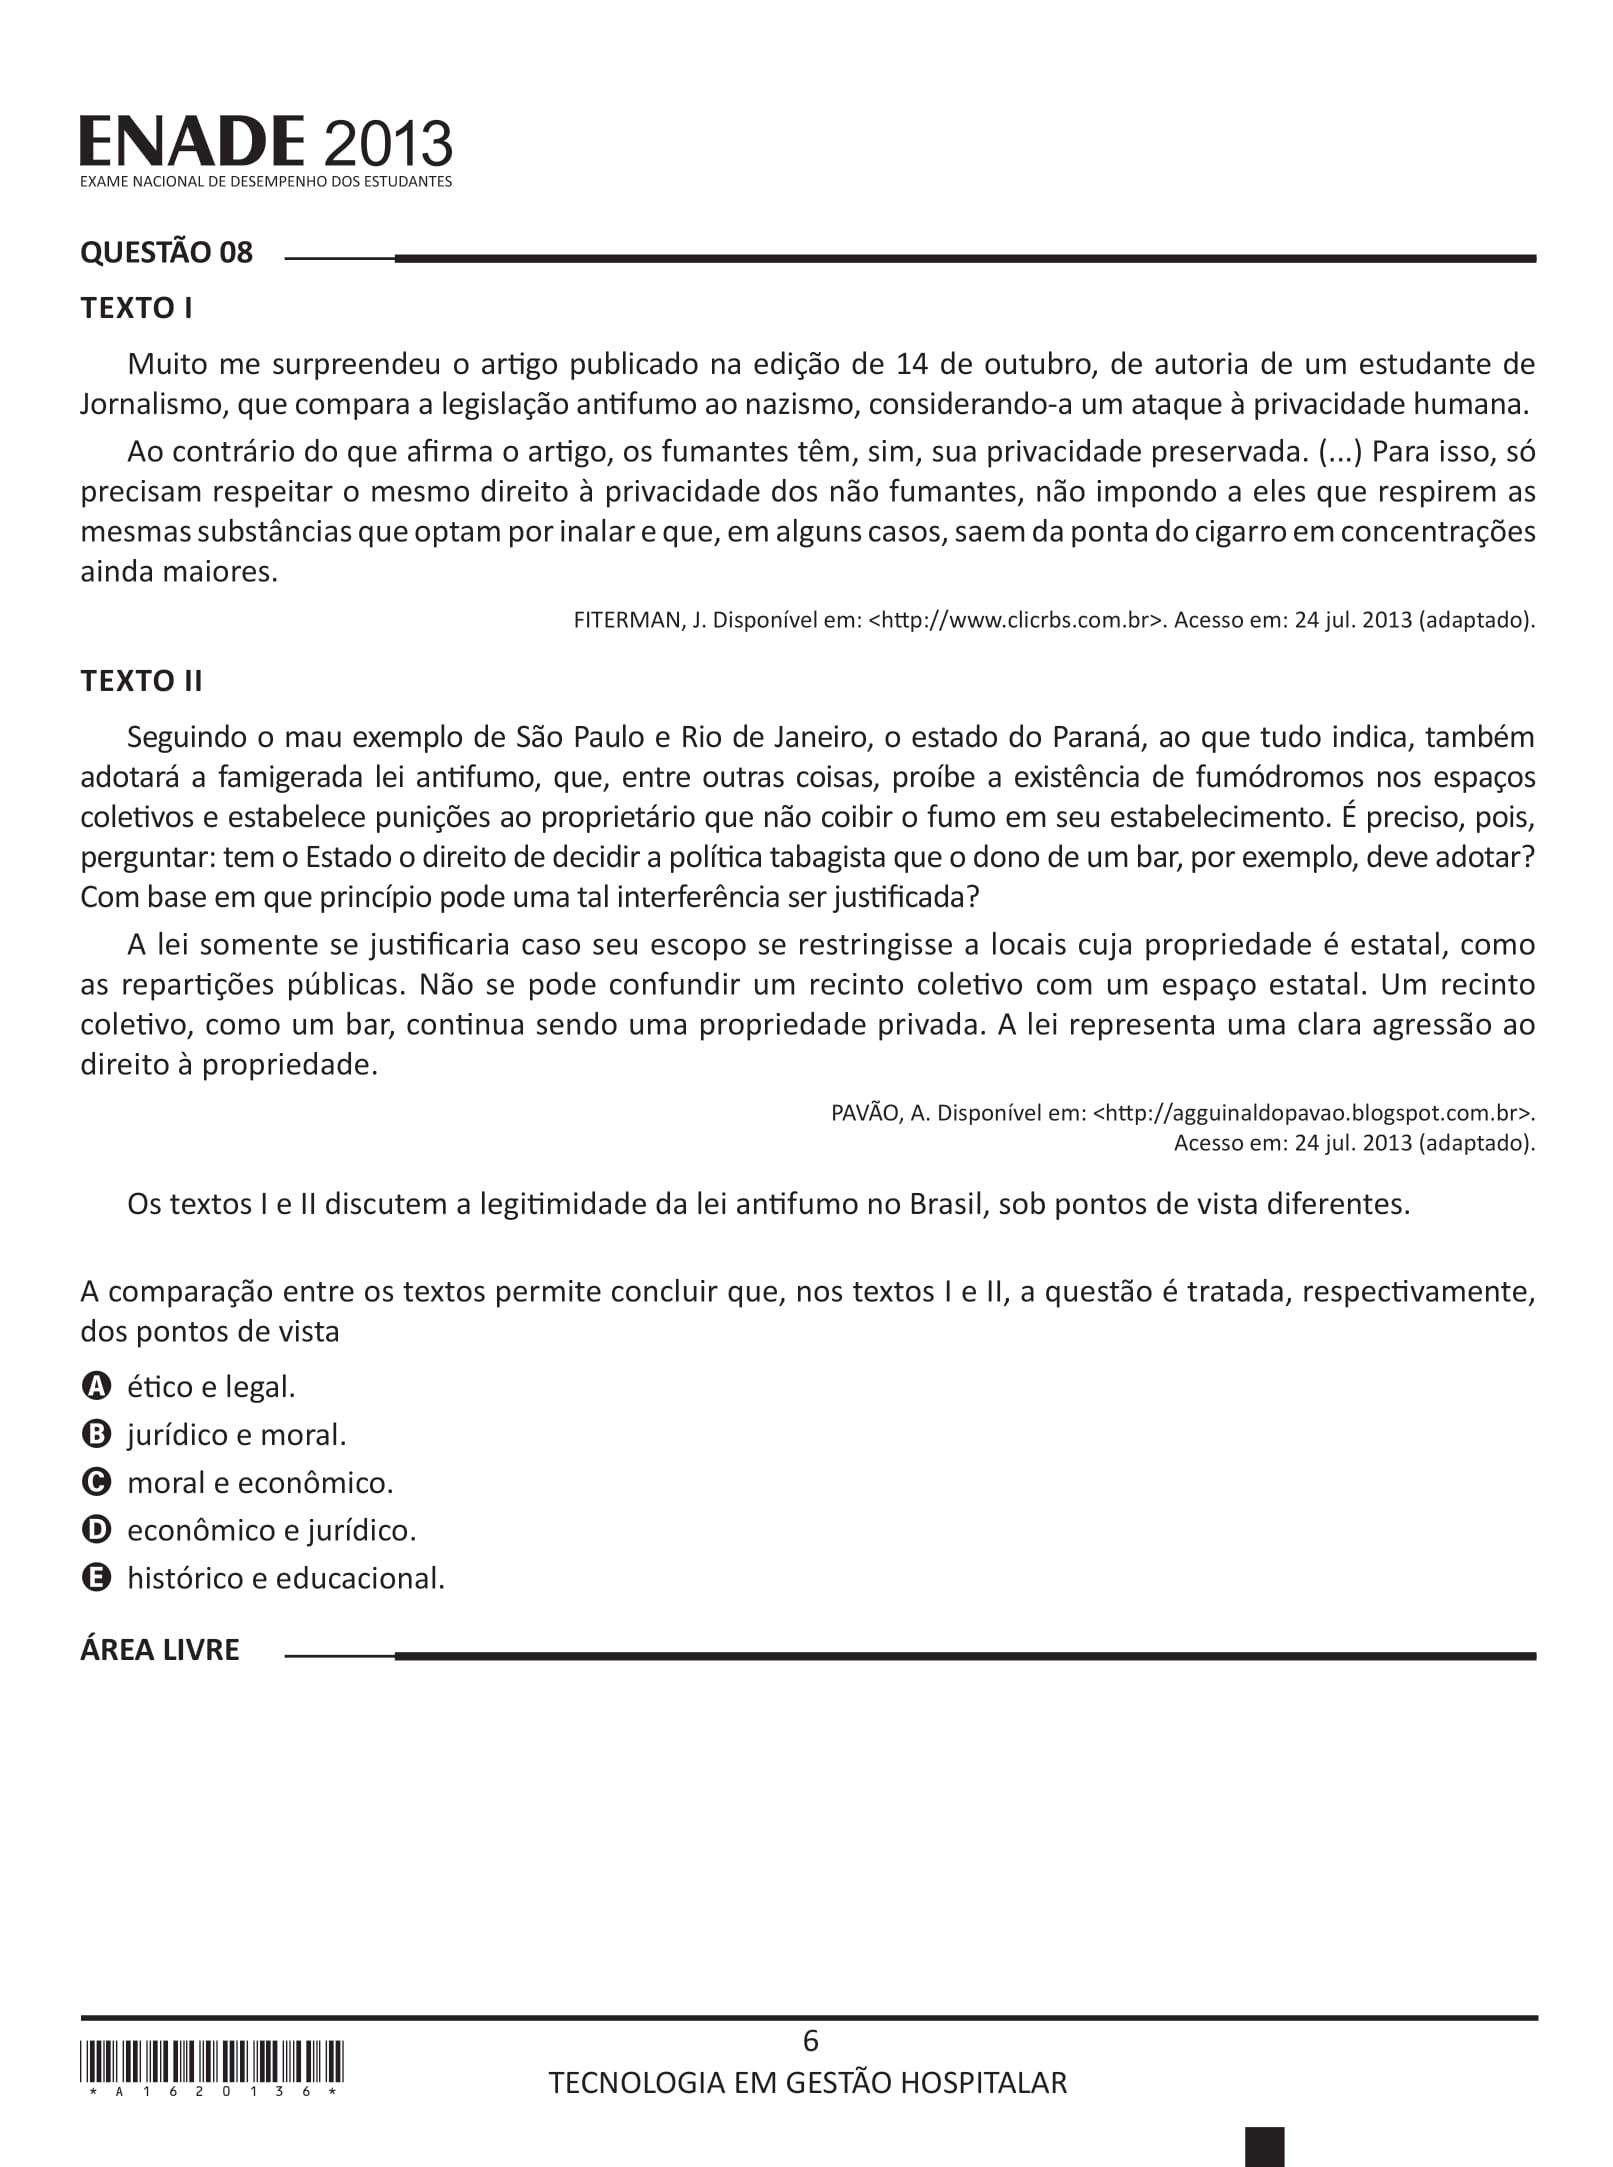 ENADE 2013
EXAME NACIONAL DE DESEMPENHO DOS ESTUDANTES
QUESTÃO 08
TEXTO I
Muito me surpreendeu o artigo publicado na edição de 14 de outubro, de autoria de um estudante de
Jornalismo, que compara a legislação antifumo ao nazismo, considerando-a um ataque à privacidade humana.
Ao contrário do que afirma o artigo, os fumantes têm, sim, sua privacidade preservada. (...) Para isso, só
precisam respeitar o mesmo direito à privacidade dos não fumantes, não impondo a eles que respirem as
mesmas substâncias que optam por inalar e que, em alguns casos, saem da ponta do cigarro em concentrações
ainda maiores.
FITERMAN, J. Disponível em: <http://www.clicrbs.com.br>. Acesso em: 24 jul. 2013 (adaptado).
TEXTO II
Seguindo o mau exemplo de São Paulo e Rio de Janeiro, o estado do Paraná, ao que tudo indica, também
adotará a famigerada lei antifumo, que, entre outras coisas, proíbe a existência de fumódromos nos espaços
coletivos e estabelece punições ao proprietário que não coibir o fumo em seu estabelecimento. É preciso, pois,
perguntar: tem o Estado o direito de decidir a política tabagista que o dono de um bar, por exemplo, deve adotar?
Com base em que princípio pode uma tal interferência ser justificada?
A lei somente se justificaria caso seu escopo se restringisse a locais cuja propriedade é estatal, como
as repartições públicas. Não se pode confundir um recinto coletivo com um espaço estatal. Um recinto
coletivo, como um bar, continua sendo uma propriedade privada. A lei representa uma clara agressão ao
direito à propriedade.
PAVÃO, A. Disponível em: <http://agguinaldopavao.blogspot.com.br>.
Acesso em: 24 jul. 2013 (adaptado).
Os textos I e II discutem a legitimidade da lei antifumo no Brasil, sob pontos de vista diferentes.
A comparação entre os textos permite concluir que, nos textos I e II, a questão é tratada, respectivamente,
dos pontos de vista
A ético e legal.
B jurídico e moral.
C moral e econômico.
D econômico e jurídico.
E histórico e educacional.
ÁREA LIVRE
6
TECNOLOGIA EM GESTÃO HOSPITALAR
* A 1 6 2 0 1 3 6 *